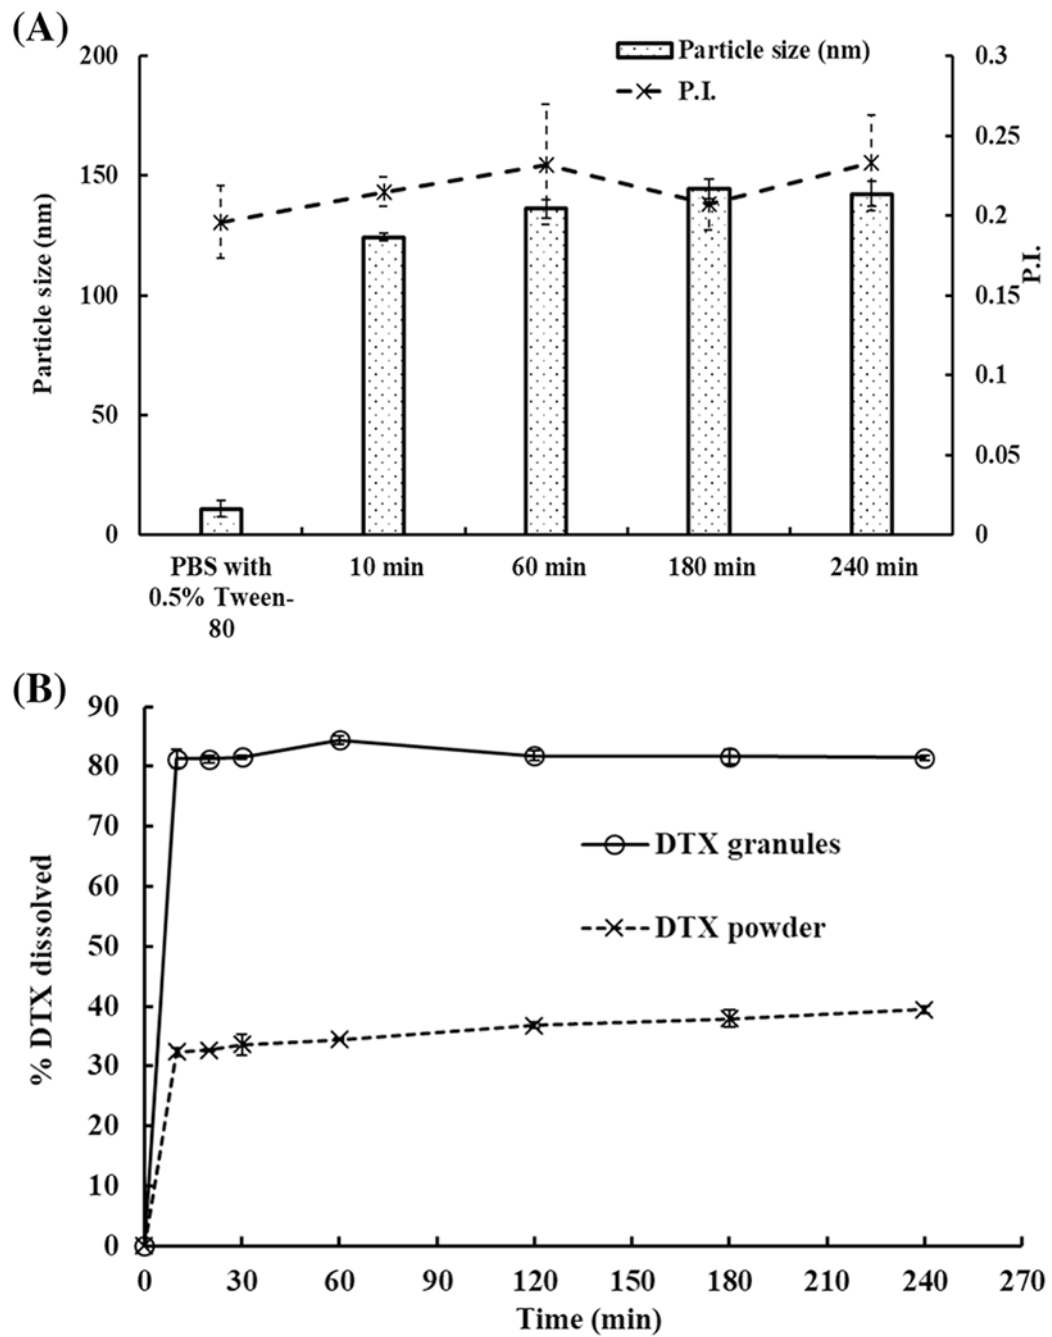 (A)
Particle size (nm)
P.I.
200
150
100
50
0
Particle size (nm)
0.3
0.25
0.2
0.15
0.1
0.05
0
P.I.
PBS with
0.5% Tween-
80
10 min
60 min
180 min
240 min
(B)
90
80
70
60
50
40
30
20
10
0
% DTX dissolved
DTX granules
DTX powder
0
30
60
90
120
150
180
210
240
270
Time (min)